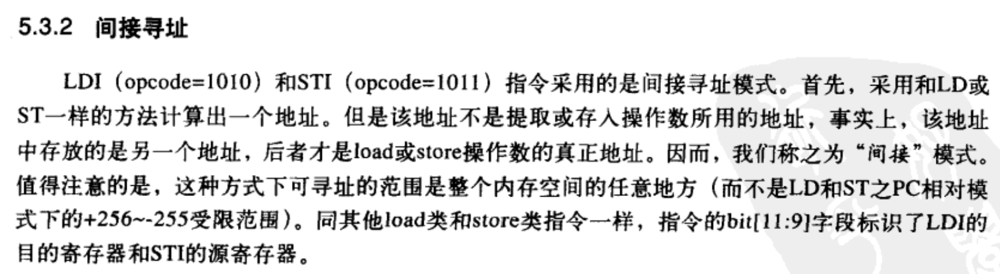 5.3.2 间接寻址
LDI（opcode=1010）和STI（opcode=1011）指令采用的是间接寻址模式。首先，采用和LD或
ST一样的方法计算出一个地址。但是该地址不是提取或存入操作数所用的地址，事实上，该地址
中存放的是另一个地址，后者才是load或store操作数的真正地址。因而，我们称之为“间接”模式。
值得注意的是，这种方式下可寻址的范围是整个内存空间的任意地方（而不是LD和ST之PC相对模
式下的+256~-255受限范围）。同其他load类和store类指令一样，指令的bit[11:9]字段标识了LDI的
目的寄存器和STI的源寄存器。